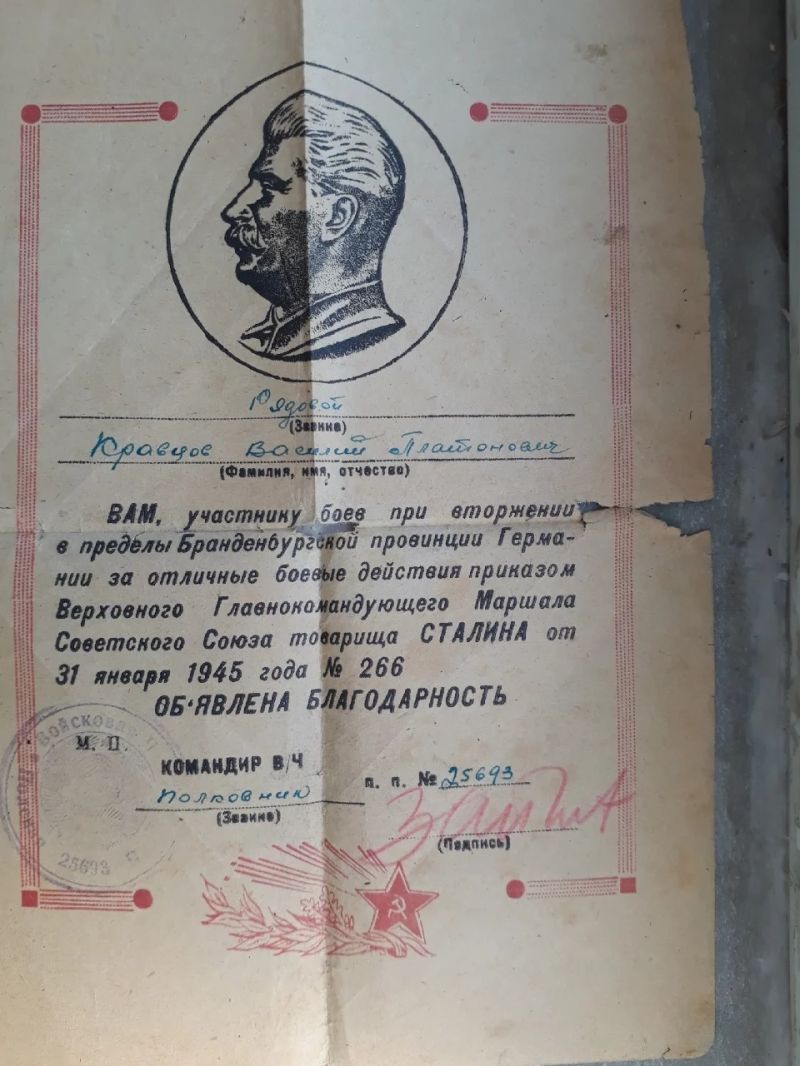 Рядовой
(Звание)
Кравцов Василий Платонович
(Фамилия, имя, отчество)
ВАМ, участнику боев при вторжении
в пределы Бранденбургской провинции Герма-
нии за отличные боевые действия приказом
Верховного Главнокомандующего Маршала
Советского Союза товарища СТАЛИНА от
31 января 1945 года № 266
ОБ'ЯВЛЕНА БЛАГОДАРНОСТЬ
Войсковая
М. П.
КОМАНДИР В/Ч п. п. № 25693
Полковник
(Звание)
(Подпись)
25693